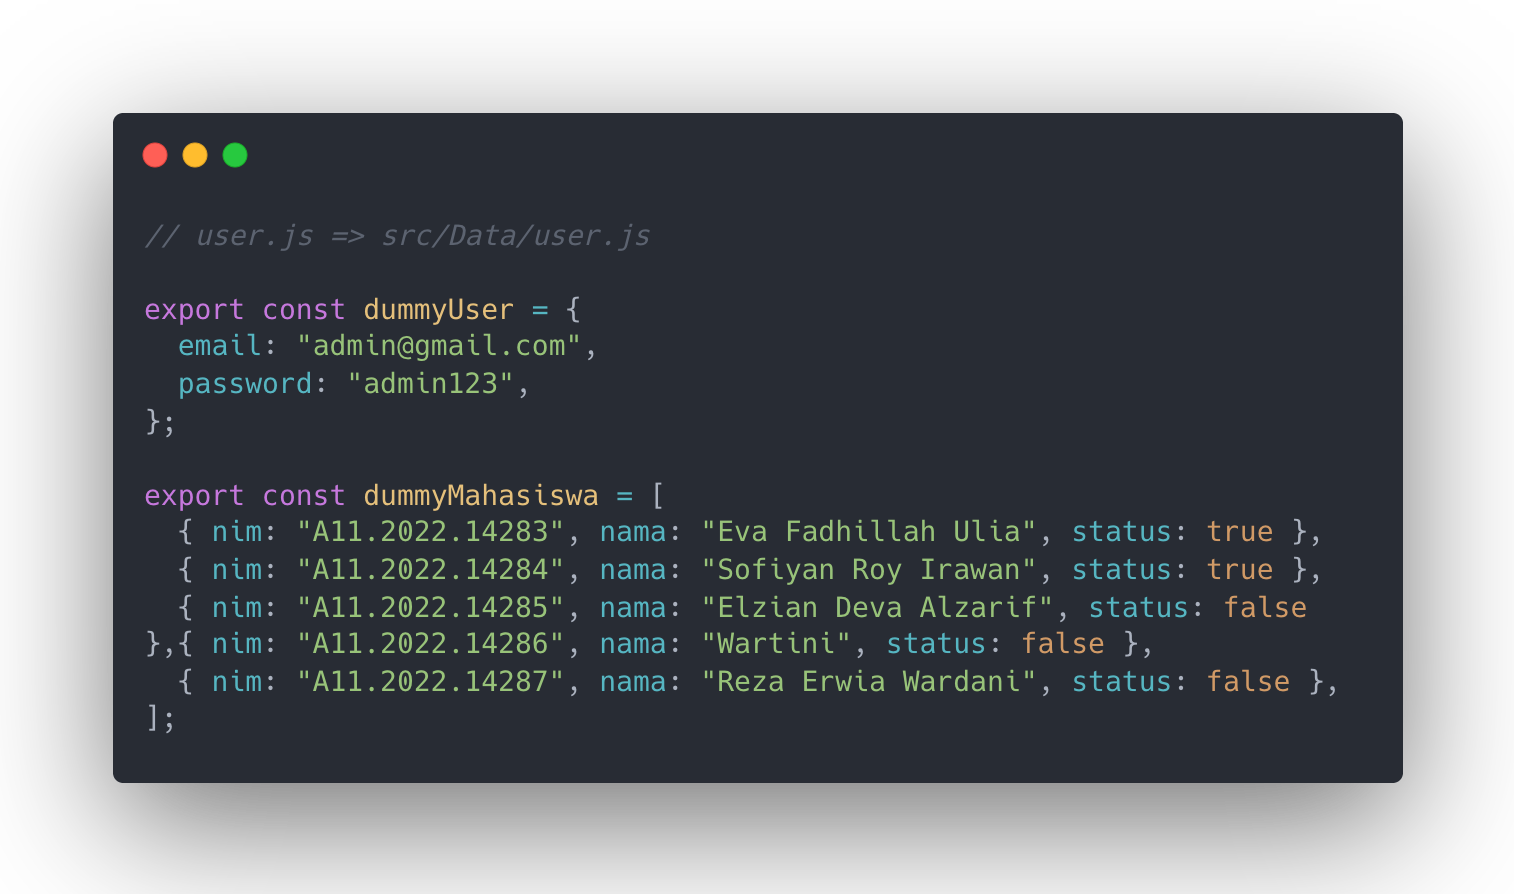 // user.js => src/Data/user.js
export const dummyUser = {
  email: "admin@gmail.com",
  password: "admin123",
};
export const dummyMahasiswa = [
  { nim: "A11.2022.14283", nama: "Eva Fadhillah Ulia", status: true },
  { nim: "A11.2022.14284", nama: "Sofiyan Roy Irawan", status: true },
  { nim: "A11.2022.14285", nama: "Elzian Deva Alzarif", status: false
},{ nim: "A11.2022.14286", nama: "Wartini", status: false },
  { nim: "A11.2022.14287", nama: "Reza Erwia Wardani", status: false },
];